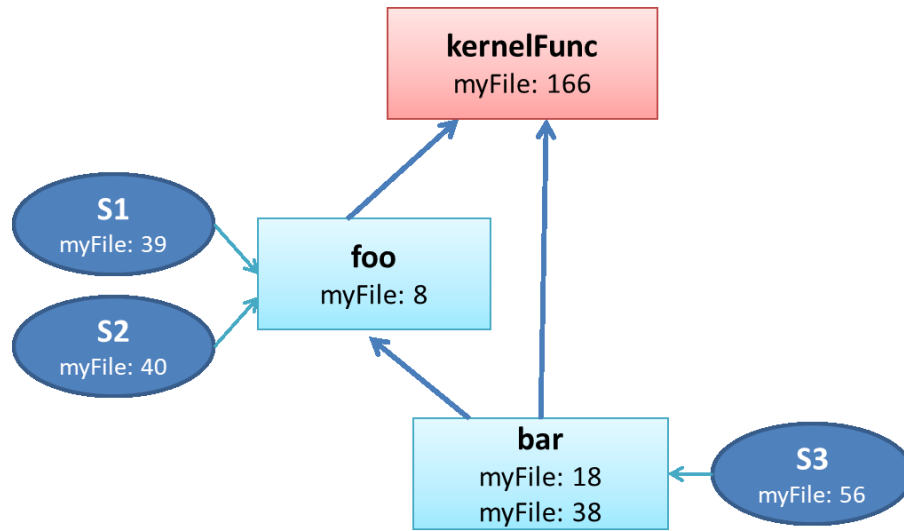 kernelFunc
myFile: 166
S1
myFile: 39
foo
myFile: 8
S2
myFile: 40
bar
myFile: 18
myFile: 38
S3
myFile: 56